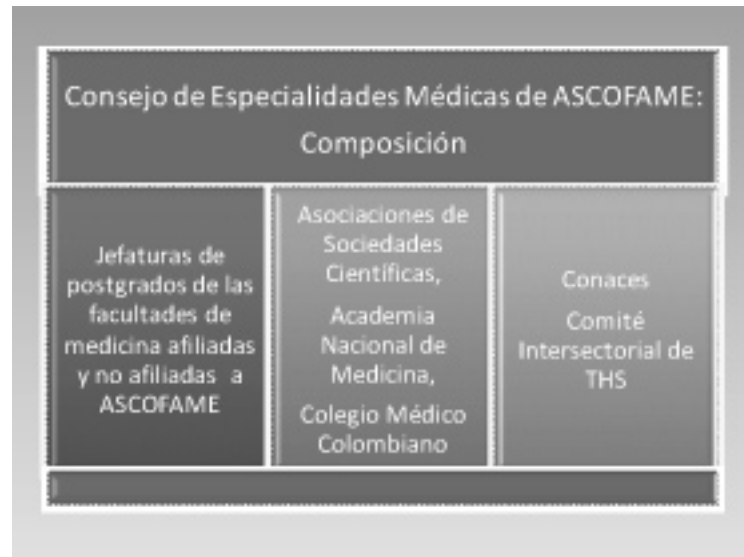 Consejo de Especialidades Médicas de ASCOFAME:
Composición
Jefaturas de
postgrados de las
facultades de
medicina afiliadas
y no afiliadas a
ASCOFAME
Asociaciones de
Sociedades
Científicas,
Academia
Nacional de
Medicina,
Colegio Médico
Colombiano
Conaces
Comité
Intersectorial de
THS